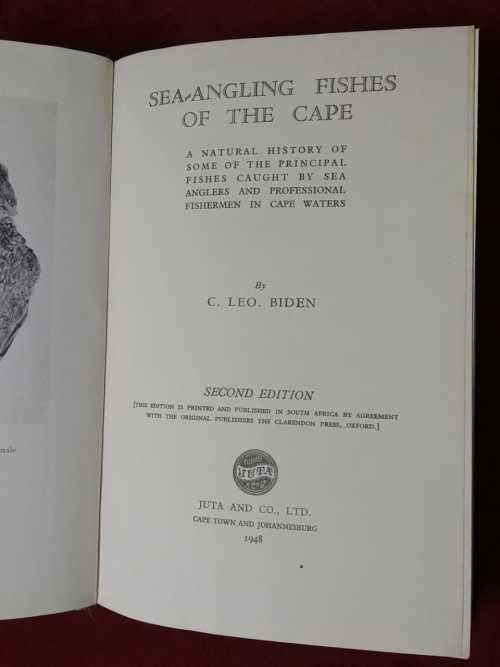 SEA-ANGLING FISHES
OF THE CAPE
A NATURAL HISTORY OF
SOME OF THE PRINCIPAL
FISHES CAUGHT BY SEA
ANGLERS AND PROFESSIONAL
FISHERMEN IN CAPE WATERS
By
C. LEO. BIDEN
SECOND EDITION
[THIS EDITION IS PRINTED AND PUBLISHED IN SOUTH AFRICA BY AGREEMENT
WITH THE ORIGINAL PUBLISHERS THE CLARENDON PRESS, OXFORD.]
JUTA
JUTA AND CO., LTD.
CAPE TOWN AND JOHANNESBURG
1948